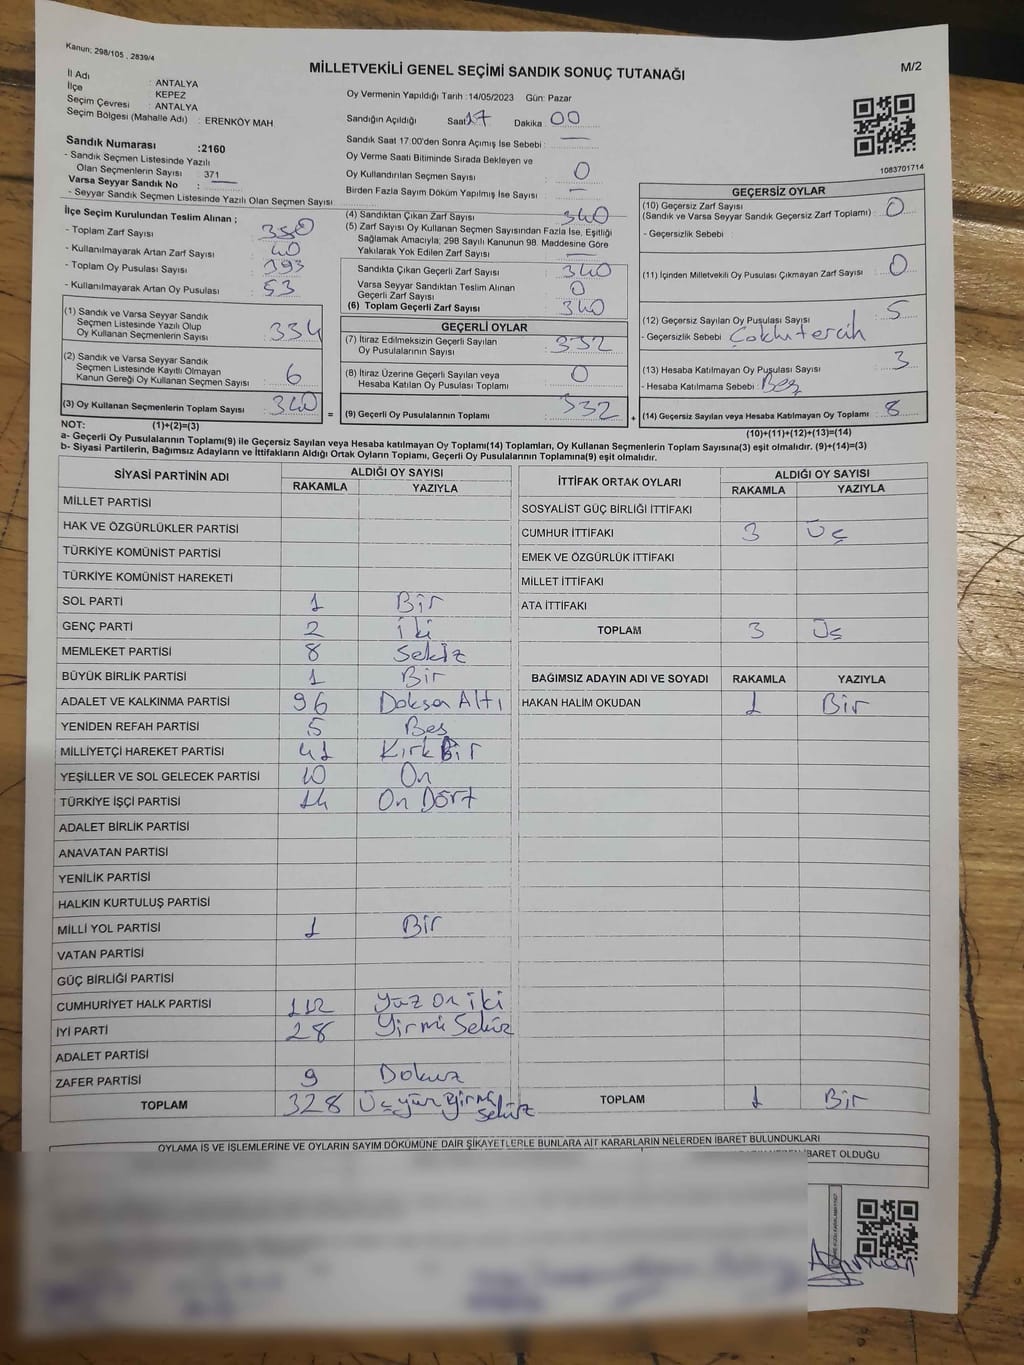 Kanun; 298/105 , 2839/4
MİLLETVEKİLİ GENEL SEÇİMİ SANDIK SONUÇ TUTANAĞI
M/2
İl Adı : ANTALYA
İlçe KEPEZ
Seçim Çevresi : ANTALYA
Seçim Bölgesi (Mahalle Adı) : ERENKÖY MAH.
Sandık Numarası :2160
- Sandık Seçmen Listesinde Yazılı
Olan Seçmenlerin Sayısı : 371
Varsa Seyyar Sandık No :
- Seyyar Sandık Seçmen Listesinde Yazılı Olan Seçmen Sayısı
Oy Vermenin Yapıldığı Tarih :14/05/2023 Gün: Pazar
Sandığın Açıldığı Saat 17 Dakika 00
Sandık Saat 17:00'den Sonra Açımış İse Sebebi : —
Oy Verme Saati Bitiminde Sırada Bekleyen ve
Oy Kullandırılan Seçmen Sayısı : 0
Birden Fazla Sayım Döküm Yapılmış İse Sayısı : —
1083701714
İlçe Seçim Kurulundan Teslim Alınan ;
- Toplam Zarf Sayısı : 380
- Kullanılmayarak Artan Zarf Sayısı : 40
- Toplam Oy Pusulası Sayısı : 393
- Kullanılmayarak Artan Oy Pusulası : 53
(1) Sandık ve Varsa Seyyar Sandık
Seçmen Listesinde Yazılı Olup
Oy Kullanan Seçmenlerin Sayısı : 334
(2) Sandık ve Varsa Seyyar Sandık
Seçmen Listesinde Kayıtlı Olmayan
Kanun Gereği Oy Kullanan Seçmen Sayısı : 6
(3) Oy Kullanan Seçmenlerin Toplam Sayısı : 340 =
(4) Sandıktan Çıkan Zarf Sayısı : 340
(5) Zarf Sayısı Oy Kullanan Seçmen Sayısından Fazla İse, Eşitliği
Sağlamak Amacıyla; 298 Sayılı Kanunun 98. Maddesine Göre
Yakılarak Yok Edilen Zarf Sayısı : —
Sandıkta Çıkan Geçerli Zarf Sayısı : 340
Varsa Seyyar Sandıktan Teslim Alınan
Geçerli Zarf Sayısı : 0
(6) Toplam Geçerli Zarf Sayısı : 340
GEÇERLİ OYLAR
(7) İtiraz Edilmeksizin Geçerli Sayılan
Oy Pusulalarının Sayısı : 332
(8) İtiraz Üzerine Geçerli Sayılan veya
Hesaba Katılan Oy Pusulası Toplamı : 0
(9) Geçerli Oy Pusulalarının Toplamı : 332 +
GEÇERSİZ OYLAR
(10) Geçersiz Zarf Sayısı
(Sandık ve Varsa Seyyar Sandık Geçersiz Zarf Toplamı) : 0
- Geçersizlik Sebebi :
(11) İçinden Milletvekili Oy Pusulası Çıkmayan Zarf Sayısı : 0
(12) Geçersiz Sayılan Oy Pusulası Sayısı : 5
- Geçersizlik Sebebi : Çoklu tercih
(13) Hesaba Katılmayan Oy Pusulası Sayısı : 3
- Hesaba Katılmama Sebebi : Boş
(14) Geçersiz Sayılan veya Hesaba Katılmayan Oy Toplamı : 8
NOT: (1)+(2)=(3) (10)+(11)+(12)+(13)=(14)
a- Geçerli Oy Pusulalarının Toplamı(9) ile Geçersiz Sayılan veya Hesaba katılmayan Oy Toplamı(14) Toplamları, Oy Kullanan Seçmenlerin Toplam Sayısına(3) eşit olmalıdır. (9)+(14)=(3)
b- Siyasi Partilerin, Bağımsız Adayların ve İttifakların Aldığı Ortak Oyların Toplamı, Geçerli Oy Pusulalarının Toplamına(9) eşit olmalıdır.
SİYASİ PARTİNİN ADI ALDIĞI OY SAYISI
RAKAMLA YAZIYLA
MİLLET PARTİSİ
HAK VE ÖZGÜRLÜKLER PARTİSİ
TÜRKİYE KOMÜNİST PARTİSİ
TÜRKİYE KOMÜNİST HAREKETİ
SOL PARTİ 1 Bir
GENÇ PARTİ 2 iki
MEMLEKET PARTİSİ 8 Sekiz
BÜYÜK BİRLİK PARTİSİ 1 Bir
ADALET VE KALKINMA PARTİSİ 96 Doksan Altı
YENİDEN REFAH PARTİSİ 5 Beş
MİLLİYETÇİ HAREKET PARTİSİ 41 Kırk Bir
YEŞİLLER VE SOL GELECEK PARTİSİ 10 On
TÜRKİYE İŞÇİ PARTİSİ 14 On Dört
ADALET BİRLİK PARTİSİ
ANAVATAN PARTİSİ
YENİLİK PARTİSİ
HALKIN KURTULUŞ PARTİSİ
MİLLİ YOL PARTİSİ 1 Bir
VATAN PARTİSİ
GÜÇ BİRLİĞİ PARTİSİ
CUMHURİYET HALK PARTİSİ 112 Yüz On iki
İYİ PARTİ 28 Yirmi Sekiz
ADALET PARTİSİ
ZAFER PARTİSİ 9 Dokuz
TOPLAM 328 Üç yüz yirmi sekiz
İTTİFAK ORTAK OYLARI ALDIĞI OY SAYISI
RAKAMLA YAZIYLA
SOSYALİST GÜÇ BİRLİĞİ İTTİFAKI
CUMHUR İTTİFAKI 3 Üç
EMEK VE ÖZGÜRLÜK İTTİFAKI
MİLLET İTTİFAKI
ATA İTTİFAKI
TOPLAM 3 Üç
BAĞIMSIZ ADAYIN ADI VE SOYADI RAKAMLA YAZIYLA
HAKAN HALİM OKUDAN 1 Bir
TOPLAM 1 Bir
OYLAMA İŞ VE İŞLEMLERİNE VE OYLARIN SAYIM DÖKÜMÜNE DAİR ŞİKAYETLERLE BUNLARA AİT KARARLARIN NELERDEN İBARET BULUNDUKLARI
İBARET OLDUĞU